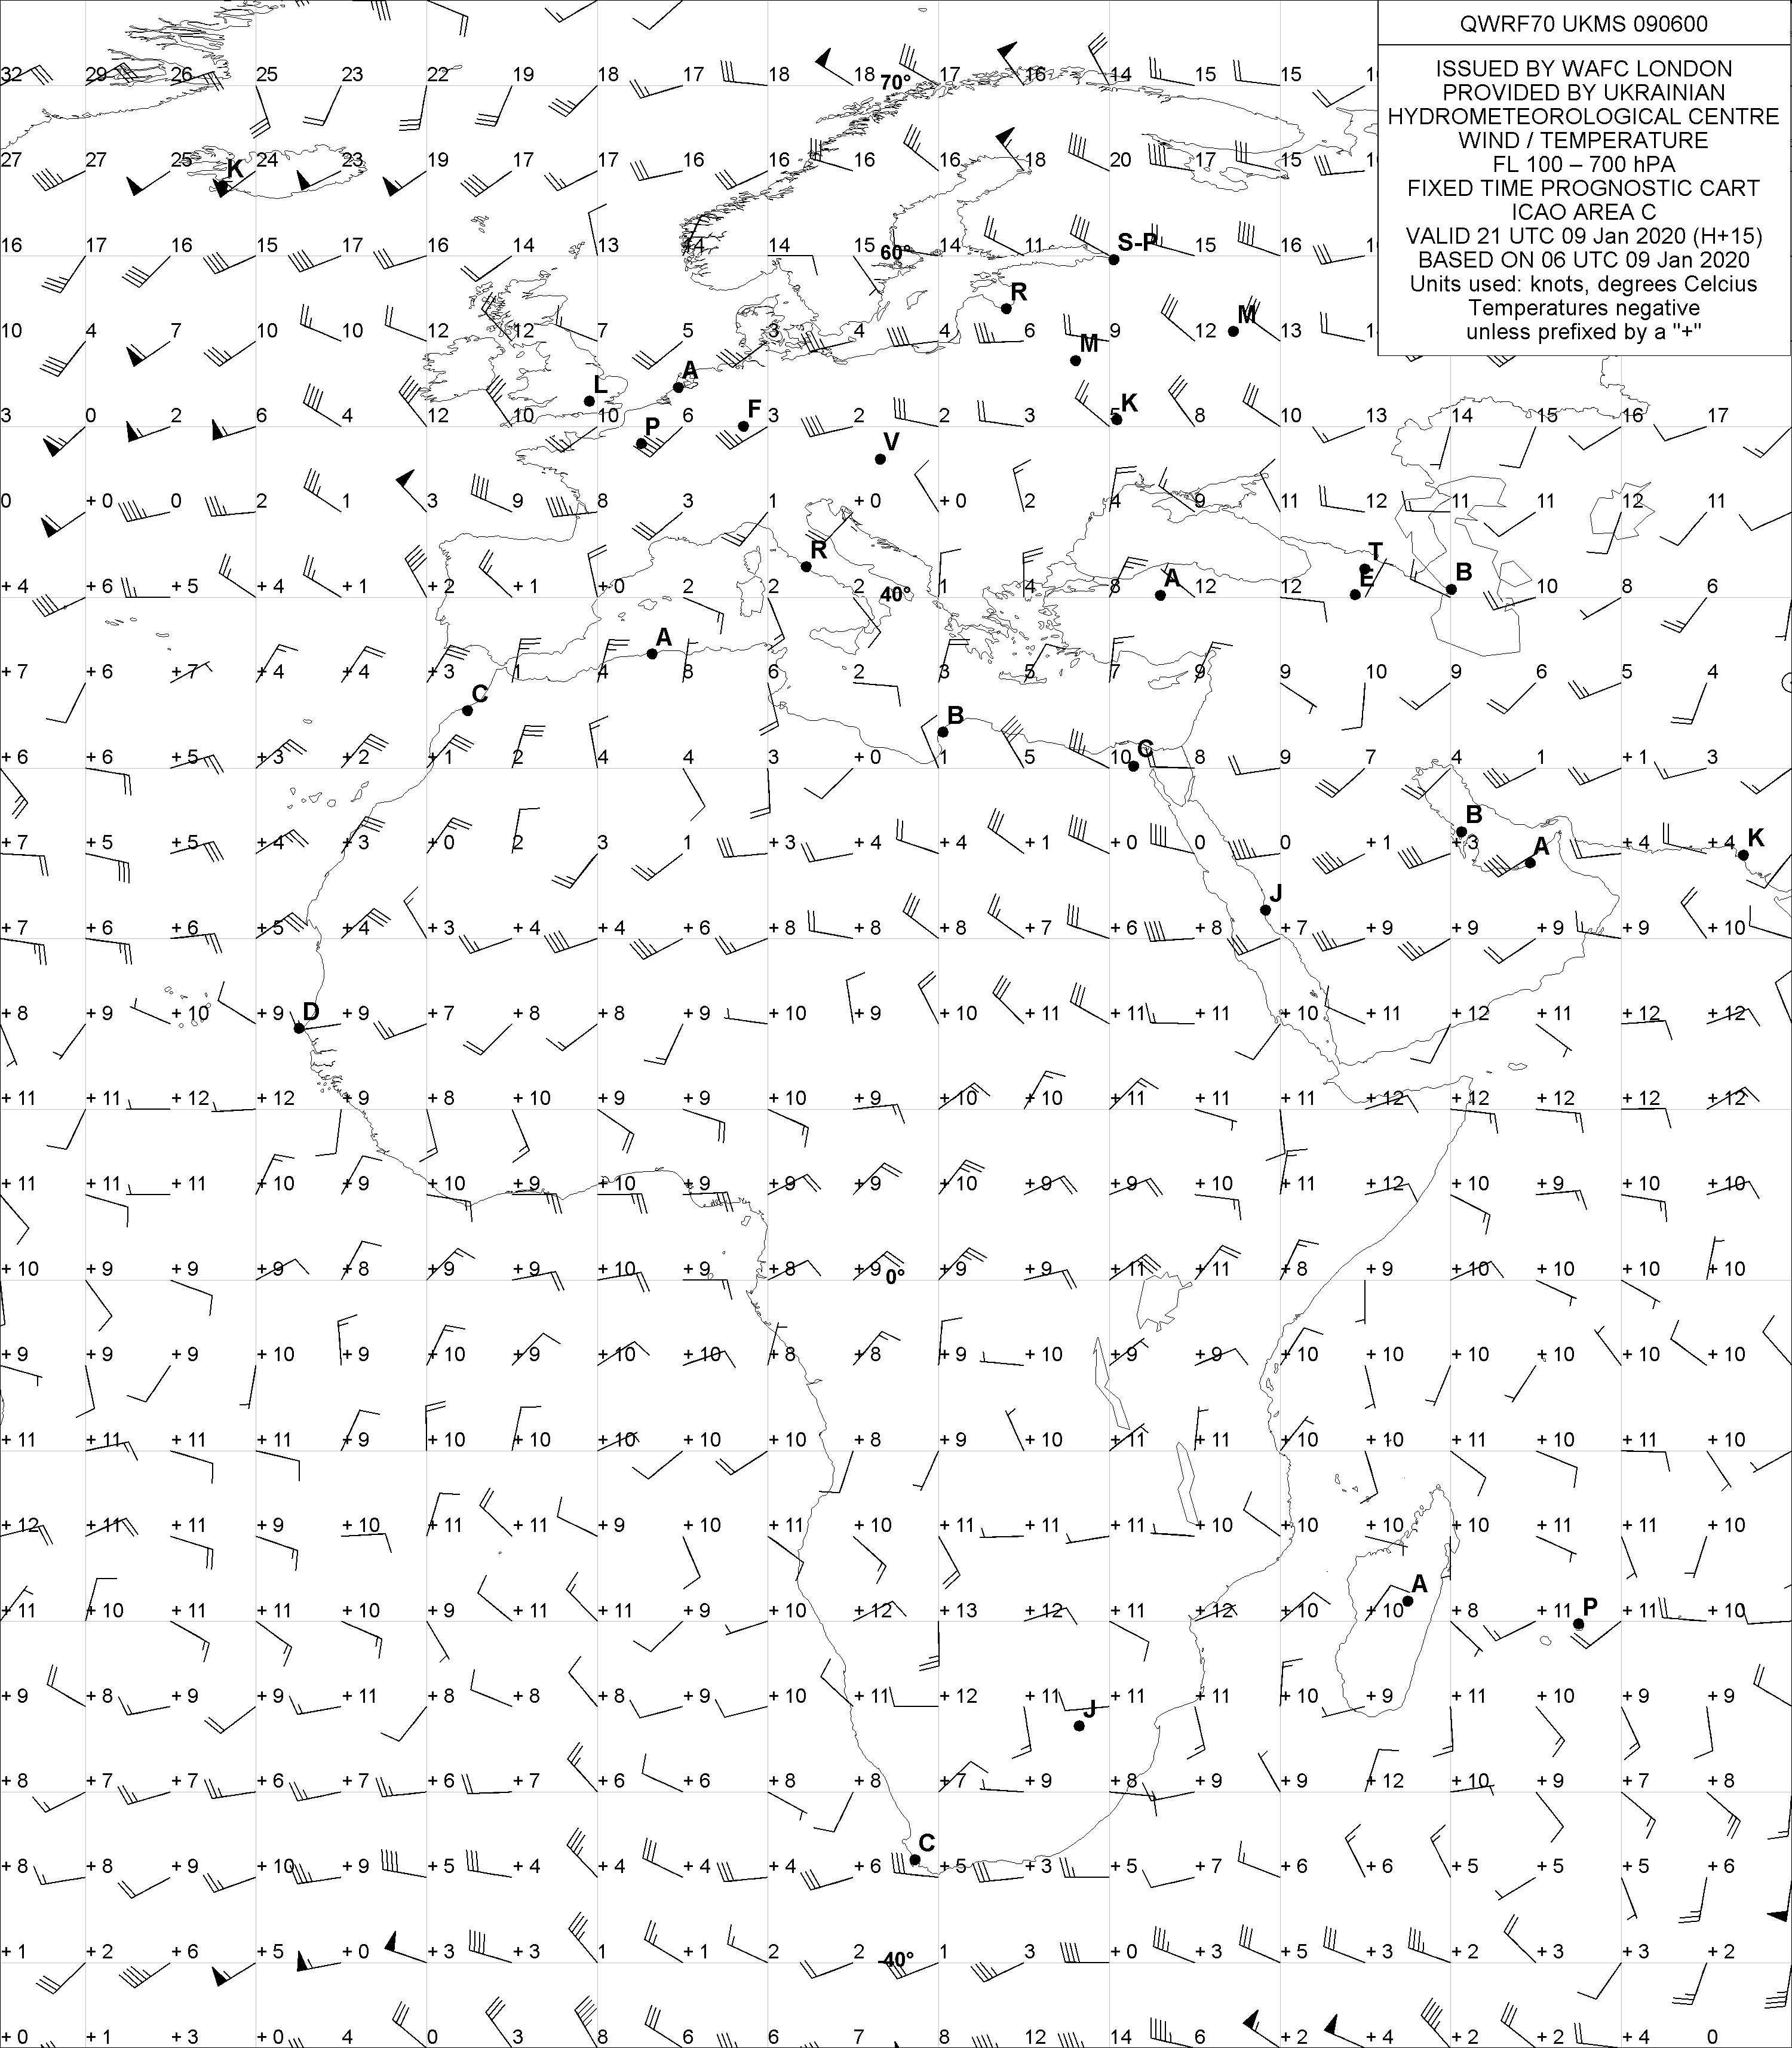 QWRF70 UKMS 090600
ISSUED BY WAFC LONDON
PROVIDED BY UKRAINIAN
HYDROMETEOROLOGICAL CENTRE
WIND / TEMPERATURE
FL 100 – 700 hPA
FIXED TIME PROGNOSTIC CART
ICAO AREA C
VALID 21 UTC 09 Jan 2020 (H+15)
BASED ON 06 UTC 09 Jan 2020
Units used: knots, degrees Celcius
Temperatures negative
unless prefixed by a "+"
32 29 26 25 23 22 19 18 17 18 18 70° 17 16 14 15 15
27 27 25 K 24 23 19 17 17 16 16 16 16 18 20 17 15
16 17 16 15 17 16 14 13 14 14 15 60° 14 11 S-P 15 16
R
10 4 7 10 10 12 12 7 5 3 4 4 6 9 12 M 13
M
A
L
3 0 2 6 4 12 10 10 6 F 3 2 2 3 5 K 8 10 13 14 15 16 17
P V
0 +0 0 2 1 3 9 8 3 1 +0 +0 2 4 9 11 12 11 11 12 11
R T
+4 +6 +5 +4 +1 +2 +1 +0 2 2 2 40° 1 4 8 A 12 12 E 7 B 10 8 6
A
+7 +6 +7 +4 +4 +3 1 4 8 6 2 3 5 7 9 9 10 9 6 5 4
C B
+6 +6 +5 +3 +2 +1 2 4 4 3 +0 1 5 10 C 8 9 7 4 1 +1 3
B
+7 +5 +5 +4 +3 +0 2 3 1 +3 +4 +4 +1 +0 0 0 +1 +3 A +4 +4 K
J
+7 +6 +6 +5 +4 +3 +4 +4 +6 +8 +8 +8 +7 +6 +8 +7 +9 +9 +9 +9 +10
+8 +9 +10 +9 D +9 +7 +8 +8 +9 +10 +9 +10 +11 +11 +11 +10 +11 +12 +11 +12 +12
+11 +11 +12 +12 +9 +8 +10 +9 +9 +10 +9 +10 +10 +11 +11 +11 +12 +12 +12 +12 +12
+11 +11 +11 +10 +9 +10 +9 +10 +9 +9 +9 +10 +9 +9 +10 +11 +12 +10 +9 +10 +10
+10 +9 +9 +9 +8 +9 +9 +10 +9 +8 +9 0° +9 +9 +11 +11 +8 +9 +10 +10 +10 +10
+9 +9 +9 +10 +9 +10 +9 +10 +10 +8 +8 +9 +10 +9 +9 +10 +10 +10 +10 +10 +10
+11 +11 +11 +11 +9 +10 +10 +10 +10 +10 +8 +9 +10 +11 +11 +10 +10 +11 +10 +11 +10
+12 +11 +11 +9 +10 +11 +11 +9 +10 +11 +10 +11 +11 +11 +10 +10 +10 +10 +11 +11 +10
A
+11 +10 +11 +11 +10 +9 +11 +11 +9 +10 +12 +13 +12 +11 +12 +10 +10 +8 +11 P +11 +10
+9 +8 +9 +9 +11 +8 +8 +8 +9 +10 +11 +12 +11 +11 +11 +10 +9 +11 +10 +9 +9
J
+8 +7 +7 +6 +7 +6 +7 +6 +6 +8 +8 +7 +9 +8 +9 +9 +12 +10 +9 +7 +8
C
+8 +8 +9 +10 +9 +5 +4 +4 +4 +4 +6 +5 +3 +5 +7 +6 +6 +5 +5 +5 +6
+1 +2 +6 +5 +0 +3 +3 1 +1 2 2 -40° 1 3 +0 +3 +5 +3 +2 +3 +3 +2
+0 +1 +3 +0 4 0 3 8 6 6 7 8 12 14 6 +2 +4 +2 +2 +4 0